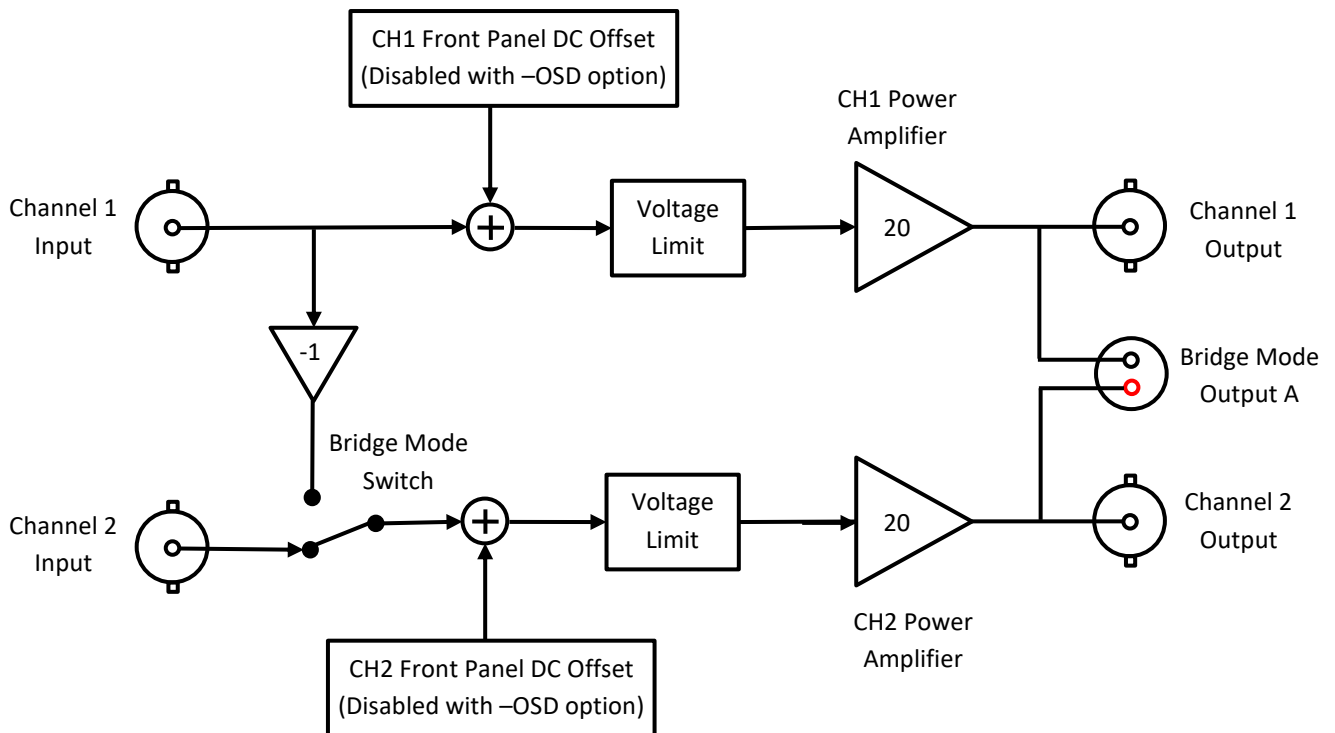 CH1 Front Panel DC Offset
(Disabled with –OSD option)
CH1 Power
Amplifier
Channel 1
Input
Voltage
Limit
20
Channel 1
Output
-1
Bridge Mode
Output A
Bridge Mode
Switch
Channel 2
Input
Voltage
Limit
20
Channel 2
Output
CH2 Power
Amplifier
CH2 Front Panel DC Offset
(Disabled with –OSD option)